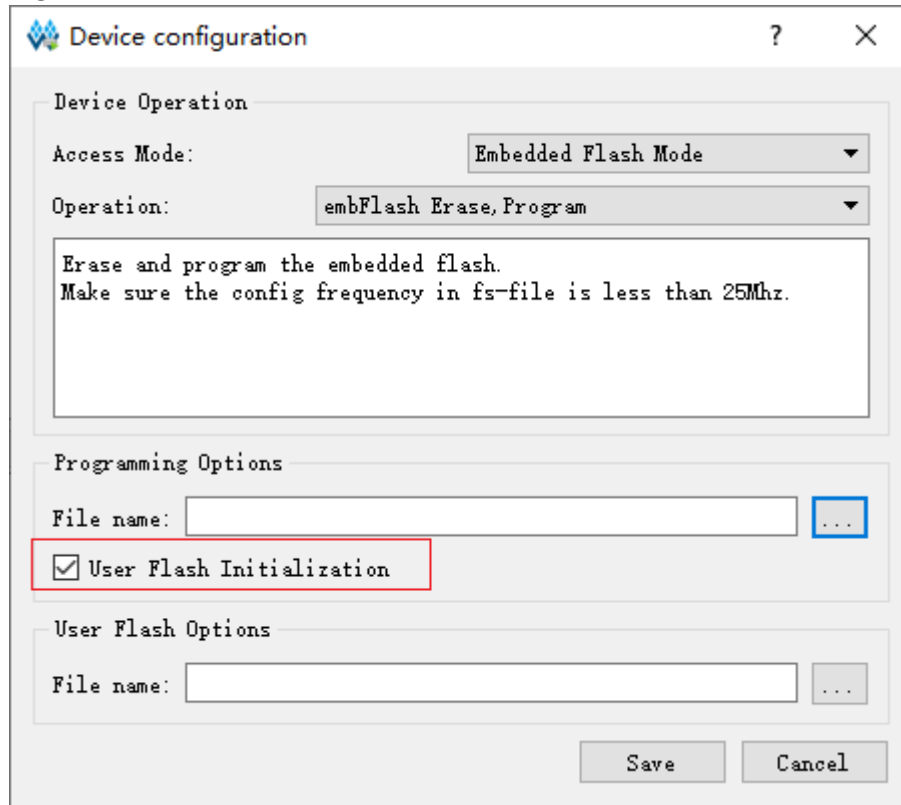 Device configuration ? ×
Device Operation
Access Mode: Embedded Flash Mode
Operation: embFlash Erase,Program
Erase and program the embedded flash.
Make sure the config frequency in fs-file is less than 25Mhz.
Programming Options
File name: ...
User Flash Initialization
User Flash Options
File name: ...
Save Cancel